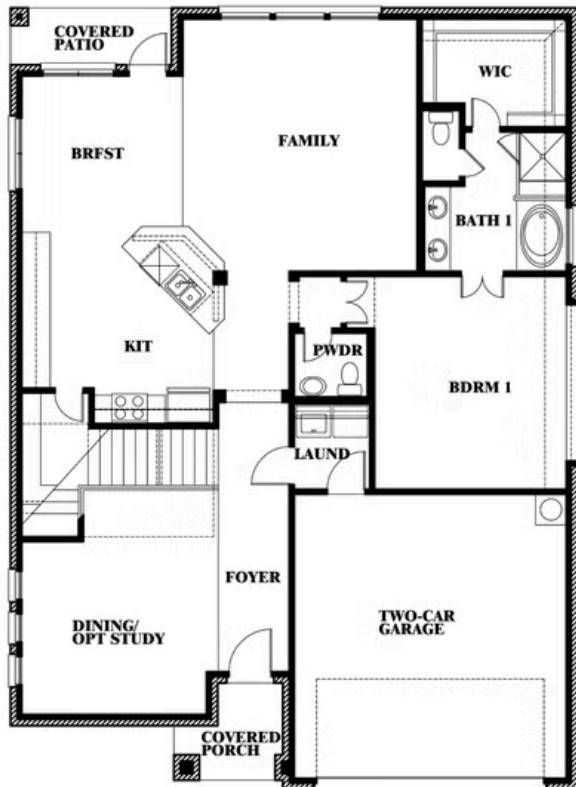 COVERED
PATIO
WIC
BRFST
FAMILY
BATH 1
KIT
PWDR
BDRM 1
LAUND
FOYER
DINING/
OPT STUDY
TWO-CAR
GARAGE
COVERED
PORCH